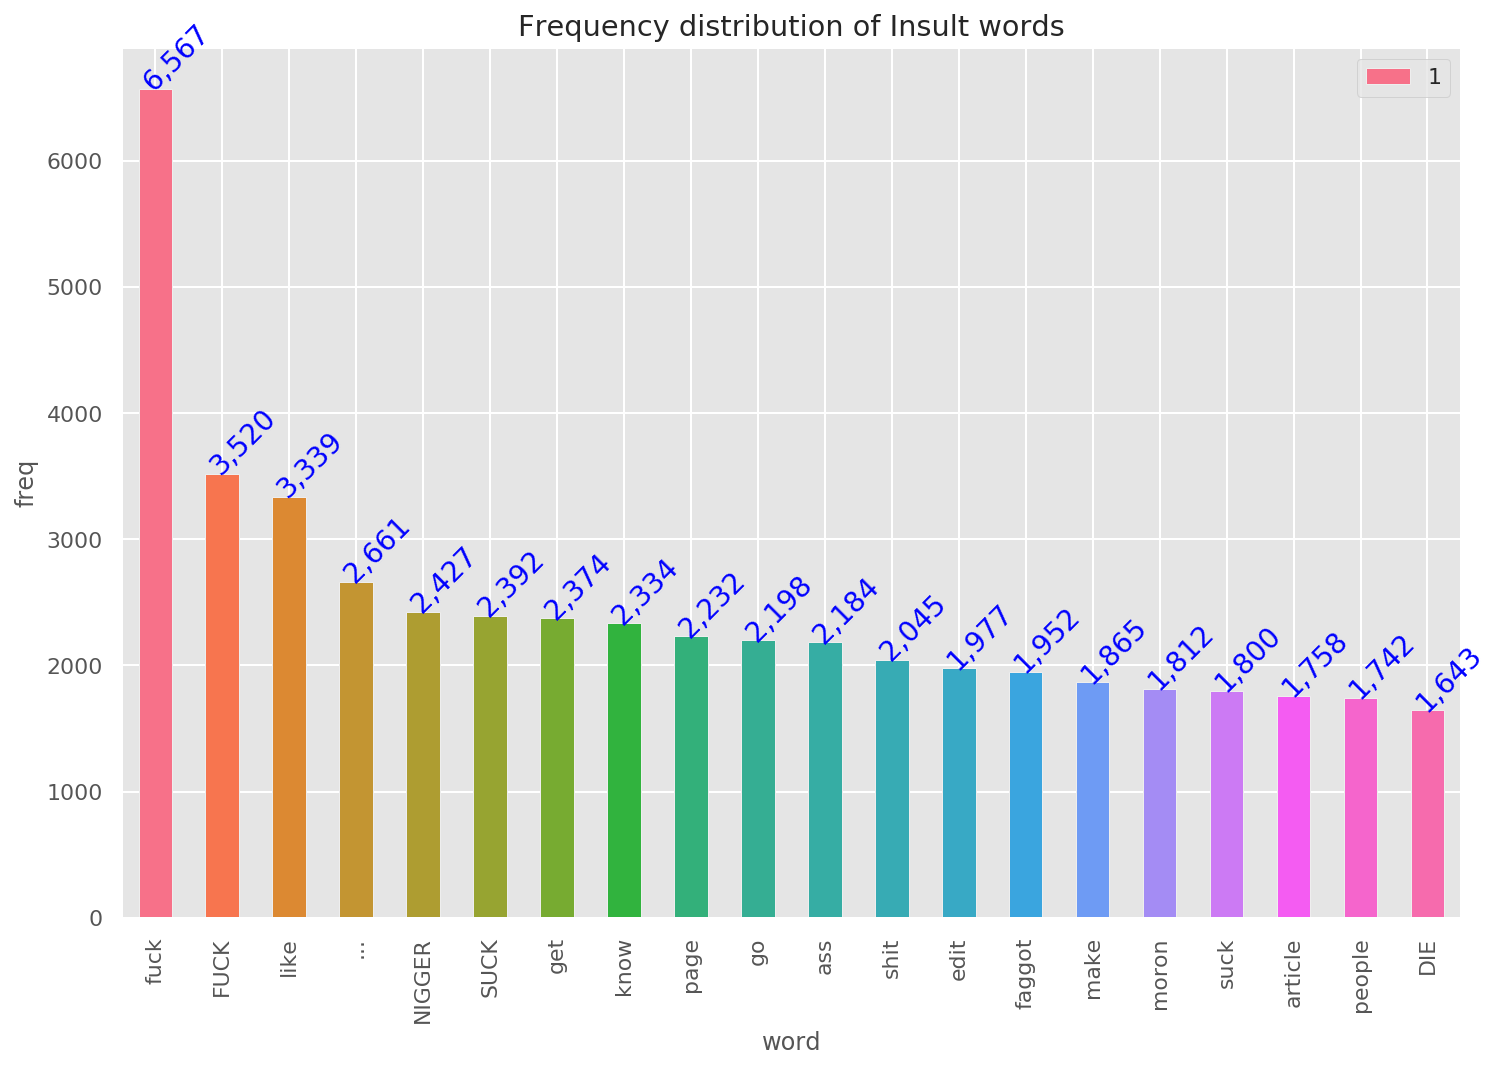 Frequency distribution of Insult words
1
freq
6000
5000
4000
3000
2000
1000
0
6,567
3,520
3,339
2,661
2,427
2,392
2,374
2,334
2,232
2,198
2,184
2,045
1,977
1,952
1,865
1,812
1,800
1,758
1,742
1,643
fuck
FUCK
like
...
NIGGER
SUCK
get
know
page
go
ass
shit
edit
faggot
make
moron
suck
article
people
DIE
word